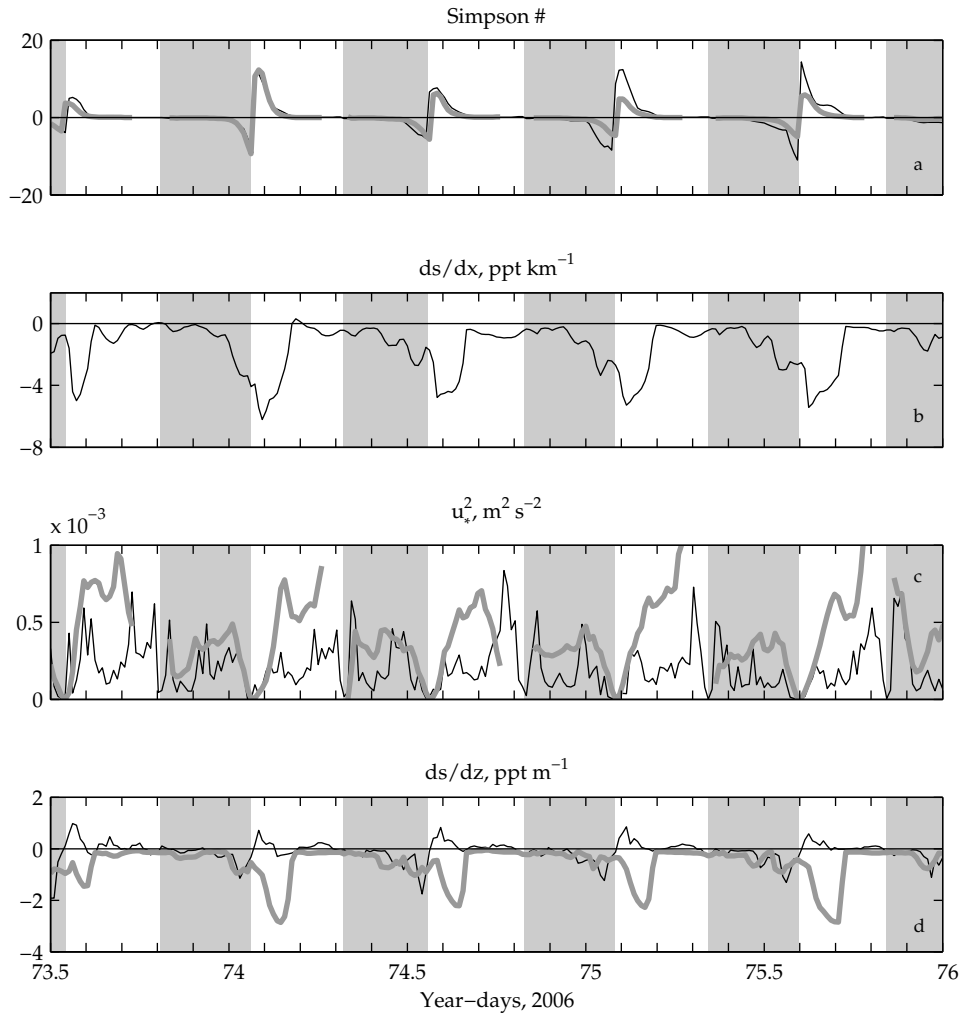 Simpson #
20
0
−20
a
ds/dx, ppt km⁻¹
0
−4
−8
b
u²*, m² s⁻²
x 10⁻³
1
0.5
0
c
ds/dz, ppt m⁻¹
2
0
−2
−4
d
73.5 74 74.5 75 75.5 76
Year−days, 2006